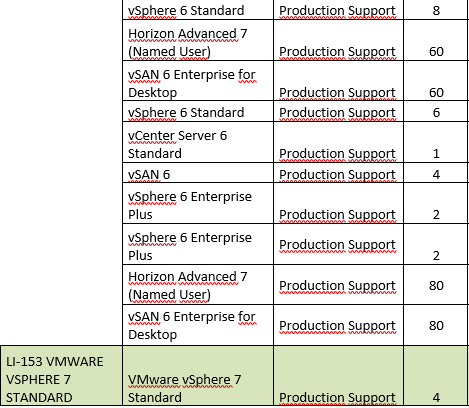 vSphere 6 Standard Production Support 8
Horizon Advanced 7
(Named User) Production Support 60
vSAN 6 Enterprise for
Desktop Production Support 60
vSphere 6 Standard Production Support 6
vCenter Server 6
Standard Production Support 1
vSAN 6 Production Support 4
vSphere 6 Enterprise
Plus Production Support 2
vSphere 6 Enterprise
Plus Production Support 2
Horizon Advanced 7
(Named User) Production Support 80
vSAN 6 Enterprise for
Desktop Production Support 80
LI-153 VMWARE
VSPHERE 7 VMware vSphere 7
STANDARD Standard Production Support 4